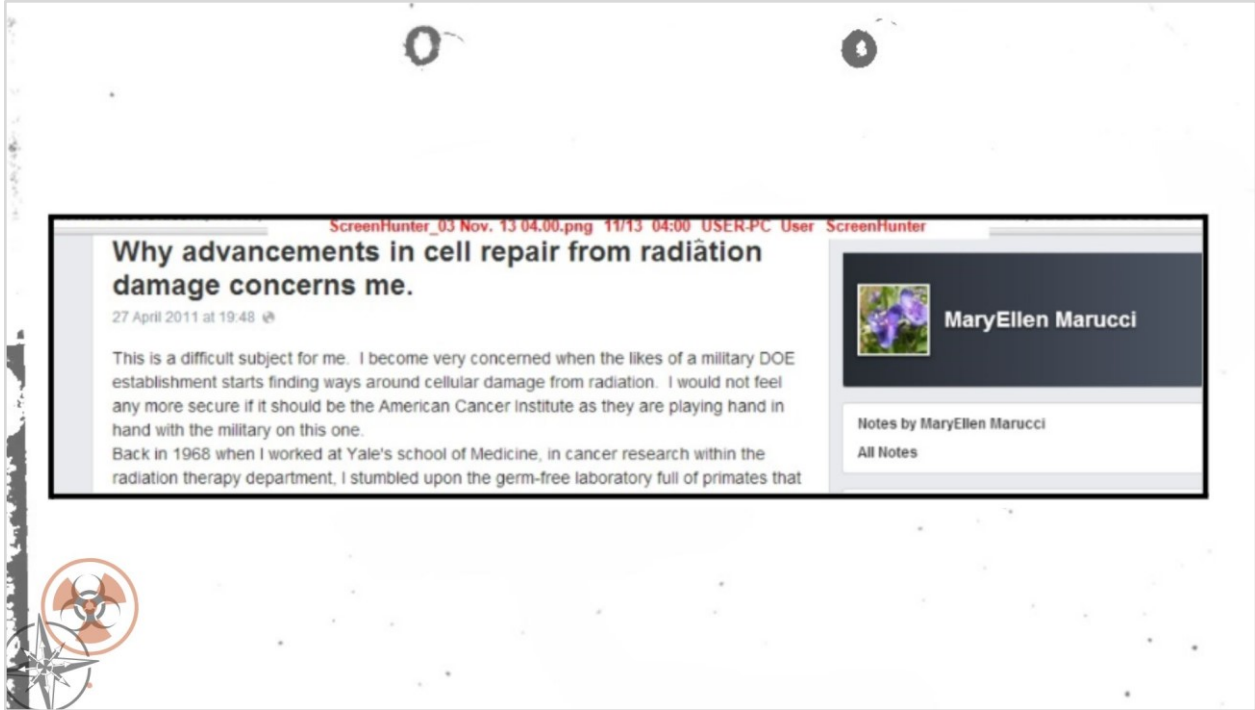 ScreenHunter_03 Nov. 13 04.00.png 11/13 04:00 USER-PC User ScreenHunter
Why advancements in cell repair from radiation
damage concerns me.
27 April 2011 at 19:48
This is a difficult subject for me. I become very concerned when the likes of a military DOE
establishment starts finding ways around cellular damage from radiation. I would not feel
any more secure if it should be the American Cancer Institute as they are playing hand in
hand with the military on this one.
Back in 1968 when I worked at Yale's school of Medicine, in cancer research within the
radiation therapy department, I stumbled upon the germ-free laboratory full of primates that
MaryEllen Marucci
Notes by MaryEllen Marucci
All Notes